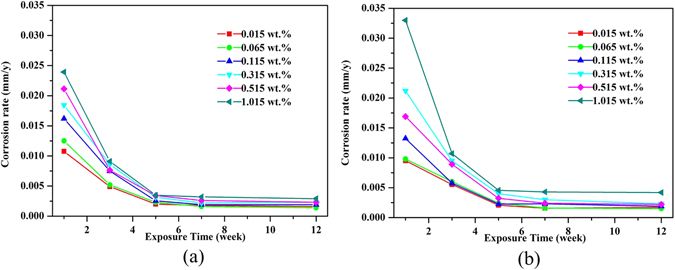 0.035
0.030
0.025
0.020
0.015
0.010
0.005
0.000
Corrosion rate (mm/y)
0.015 wt.%
0.065 wt.%
0.115 wt.%
0.315 wt.%
0.515 wt.%
1.015 wt.%
2
4
6
8
10
12
Exposure Time (week)
(a)
0.035
0.030
0.025
0.020
0.015
0.010
0.005
0.000
Corrosion rate (mm/y)
0.015 wt.%
0.065 wt.%
0.115 wt.%
0.315 wt.%
0.515 wt.%
1.015 wt.%
2
4
6
8
10
12
Exposure Time (week)
(b)